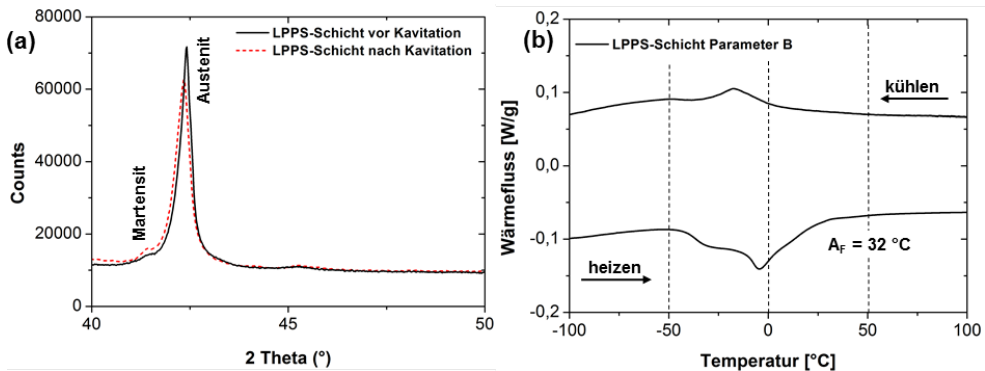 (a)
LPPS-Schicht vor Kavitation
LPPS-Schicht nach Kavitation
Martensit
Austenit
Counts
80000
60000
40000
20000
0
40
45
50
2 Theta (°)
(b)
LPPS-Schicht Parameter B
kühlen
heizen
A_F = 32 °C
Wärmefluss [W/g]
0,2
0,1
0,0
-0,1
-0,2
-100
-50
0
50
100
Temperatur [°C]